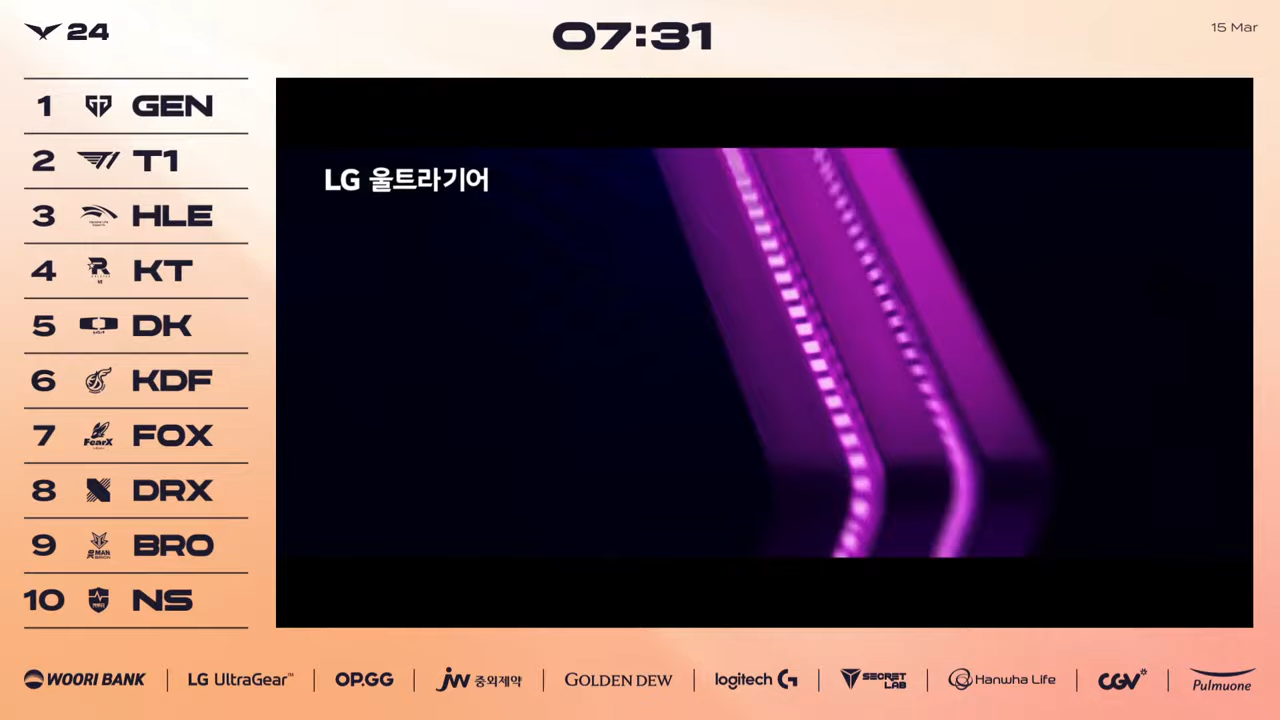 24
07:31
15 Mar
1 GEN
2 T1
3 HLE
4 KT
5 DK
6 KDF
7 FearX FOX
8 DRX
9 BRO
10 NS
LG 울트라기어
WOORI BANK
LG UltraGear™
OP.GG
JW 중외제약
GOLDEN DEW
logitech G
SECRET LAB
Hanwha Life
CGV
Pulmuone